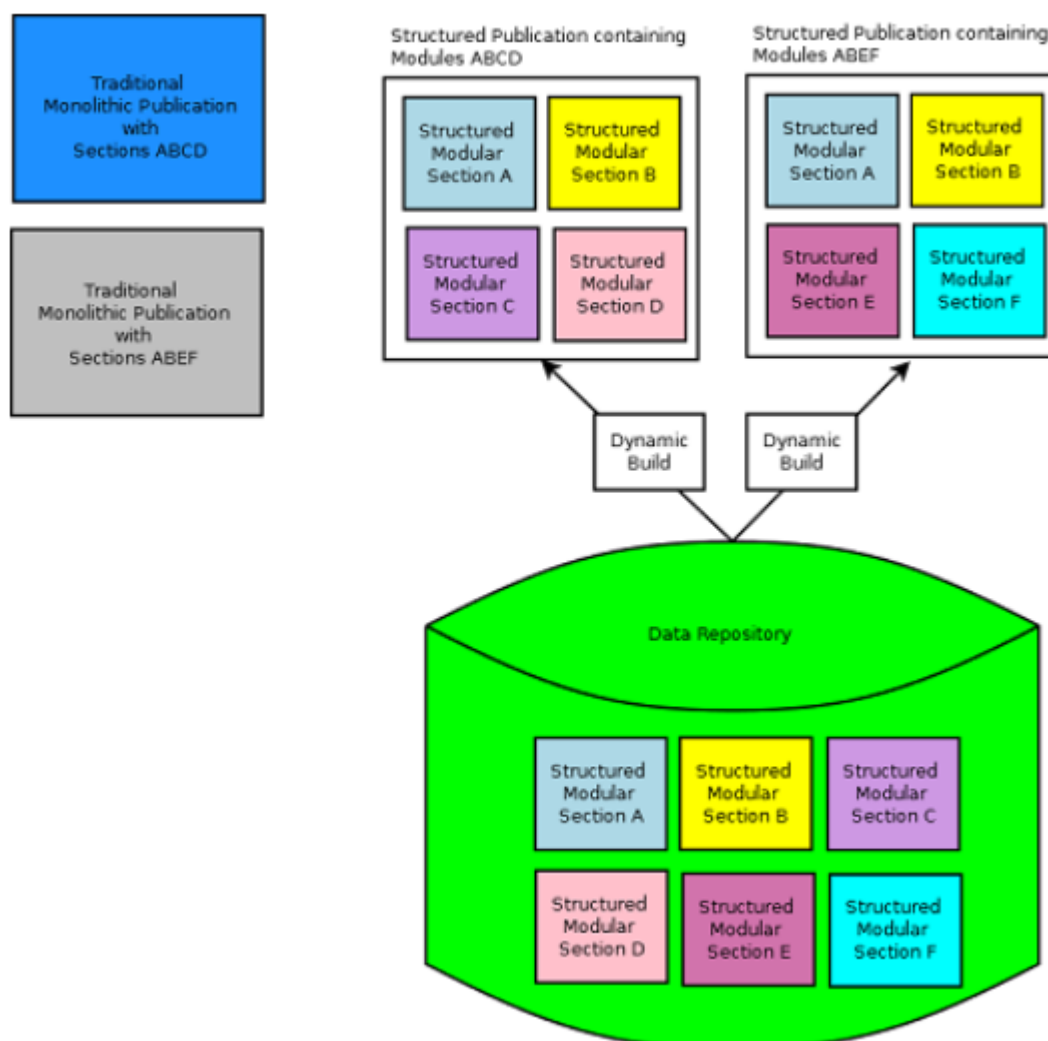 Traditional
Monolithic Publication
with
Sections ABCD
Traditional
Monolithic Publication
with
Sections ABEF
Structured Publication containing
Modules ABCD
Structured
Modular
Section A
Structured
Modular
Section B
Structured
Modular
Section C
Structured
Modular
Section D
Structured Publication containing
Modules ABEF
Structured
Modular
Section A
Structured
Modular
Section B
Structured
Modular
Section E
Structured
Modular
Section F
Dynamic
Build
Dynamic
Build
Data Repository
Structured
Modular
Section A
Structured
Modular
Section B
Structured
Modular
Section C
Structured
Modular
Section D
Structured
Modular
Section E
Structured
Modular
Section F